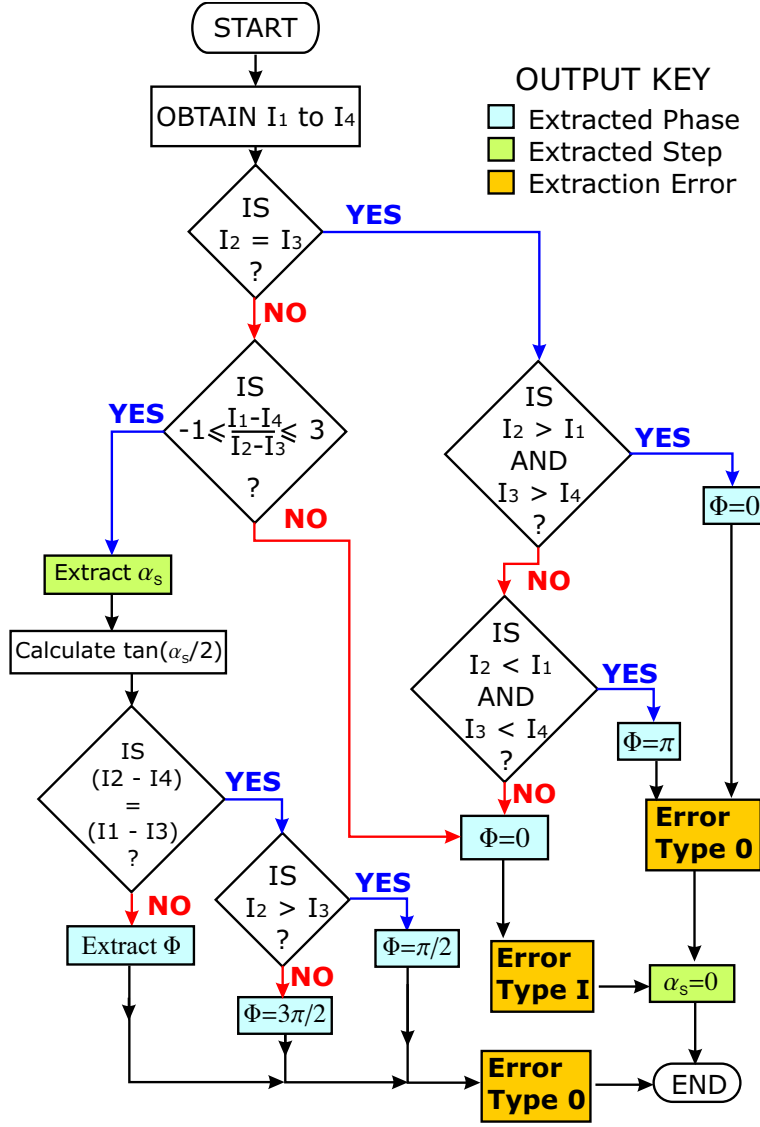 START
OBTAIN I1 to I4
OUTPUT KEY
Extracted Phase
Extracted Step
Extraction Error
IS
I2 = I3
?
YES
NO
IS
-1≤ I1-I4 / I2-I3 ≤ 3
?
YES
NO
IS
I2 > I1
AND
I3 > I4
?
YES
NO
Φ=0
Extract αs
Calculate tan(αs/2)
IS
I2 < I1
AND
I3 < I4
?
YES
NO
Φ=π
IS
(I2 - I4)
=
(I1 - I3)
?
YES
NO
Φ=0
Error
Type 0
IS
I2 > I3
?
YES
NO
Extract Φ
Φ=π/2
Φ=3π/2
Error
Type I
αs=0
Error
Type 0
END